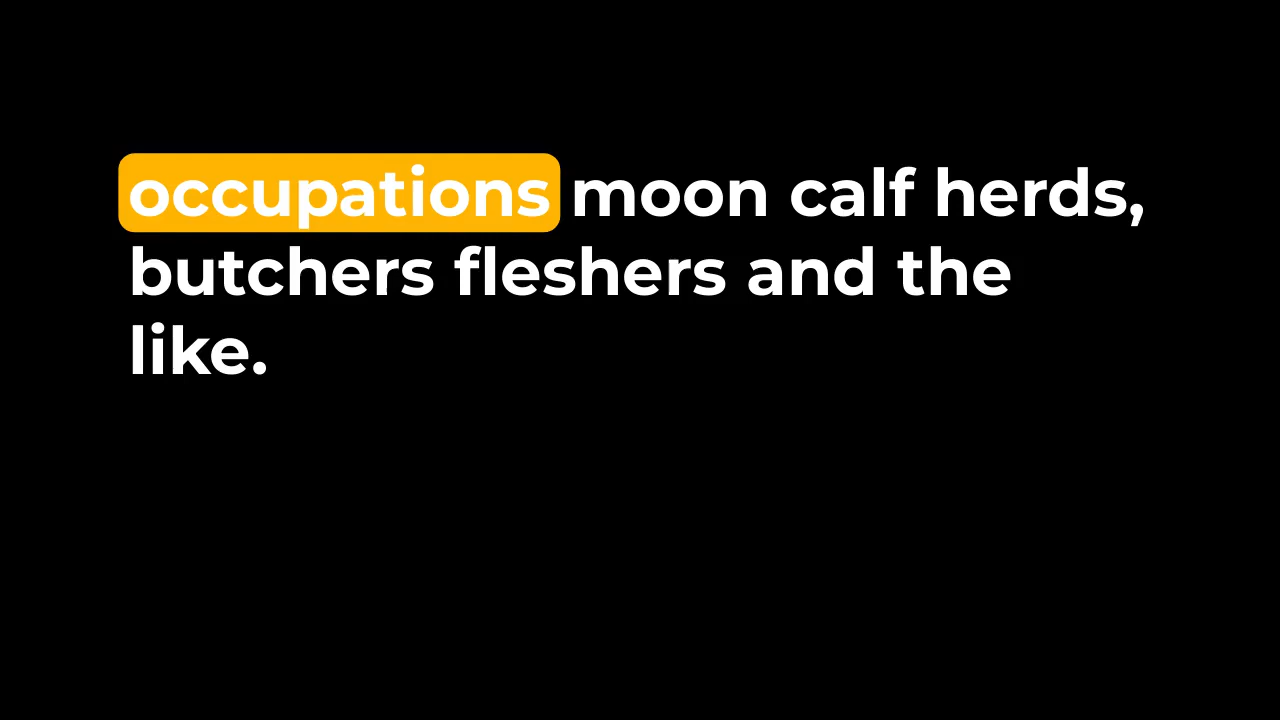 occupations moon calf herds,
butchers fleshers and the
like.